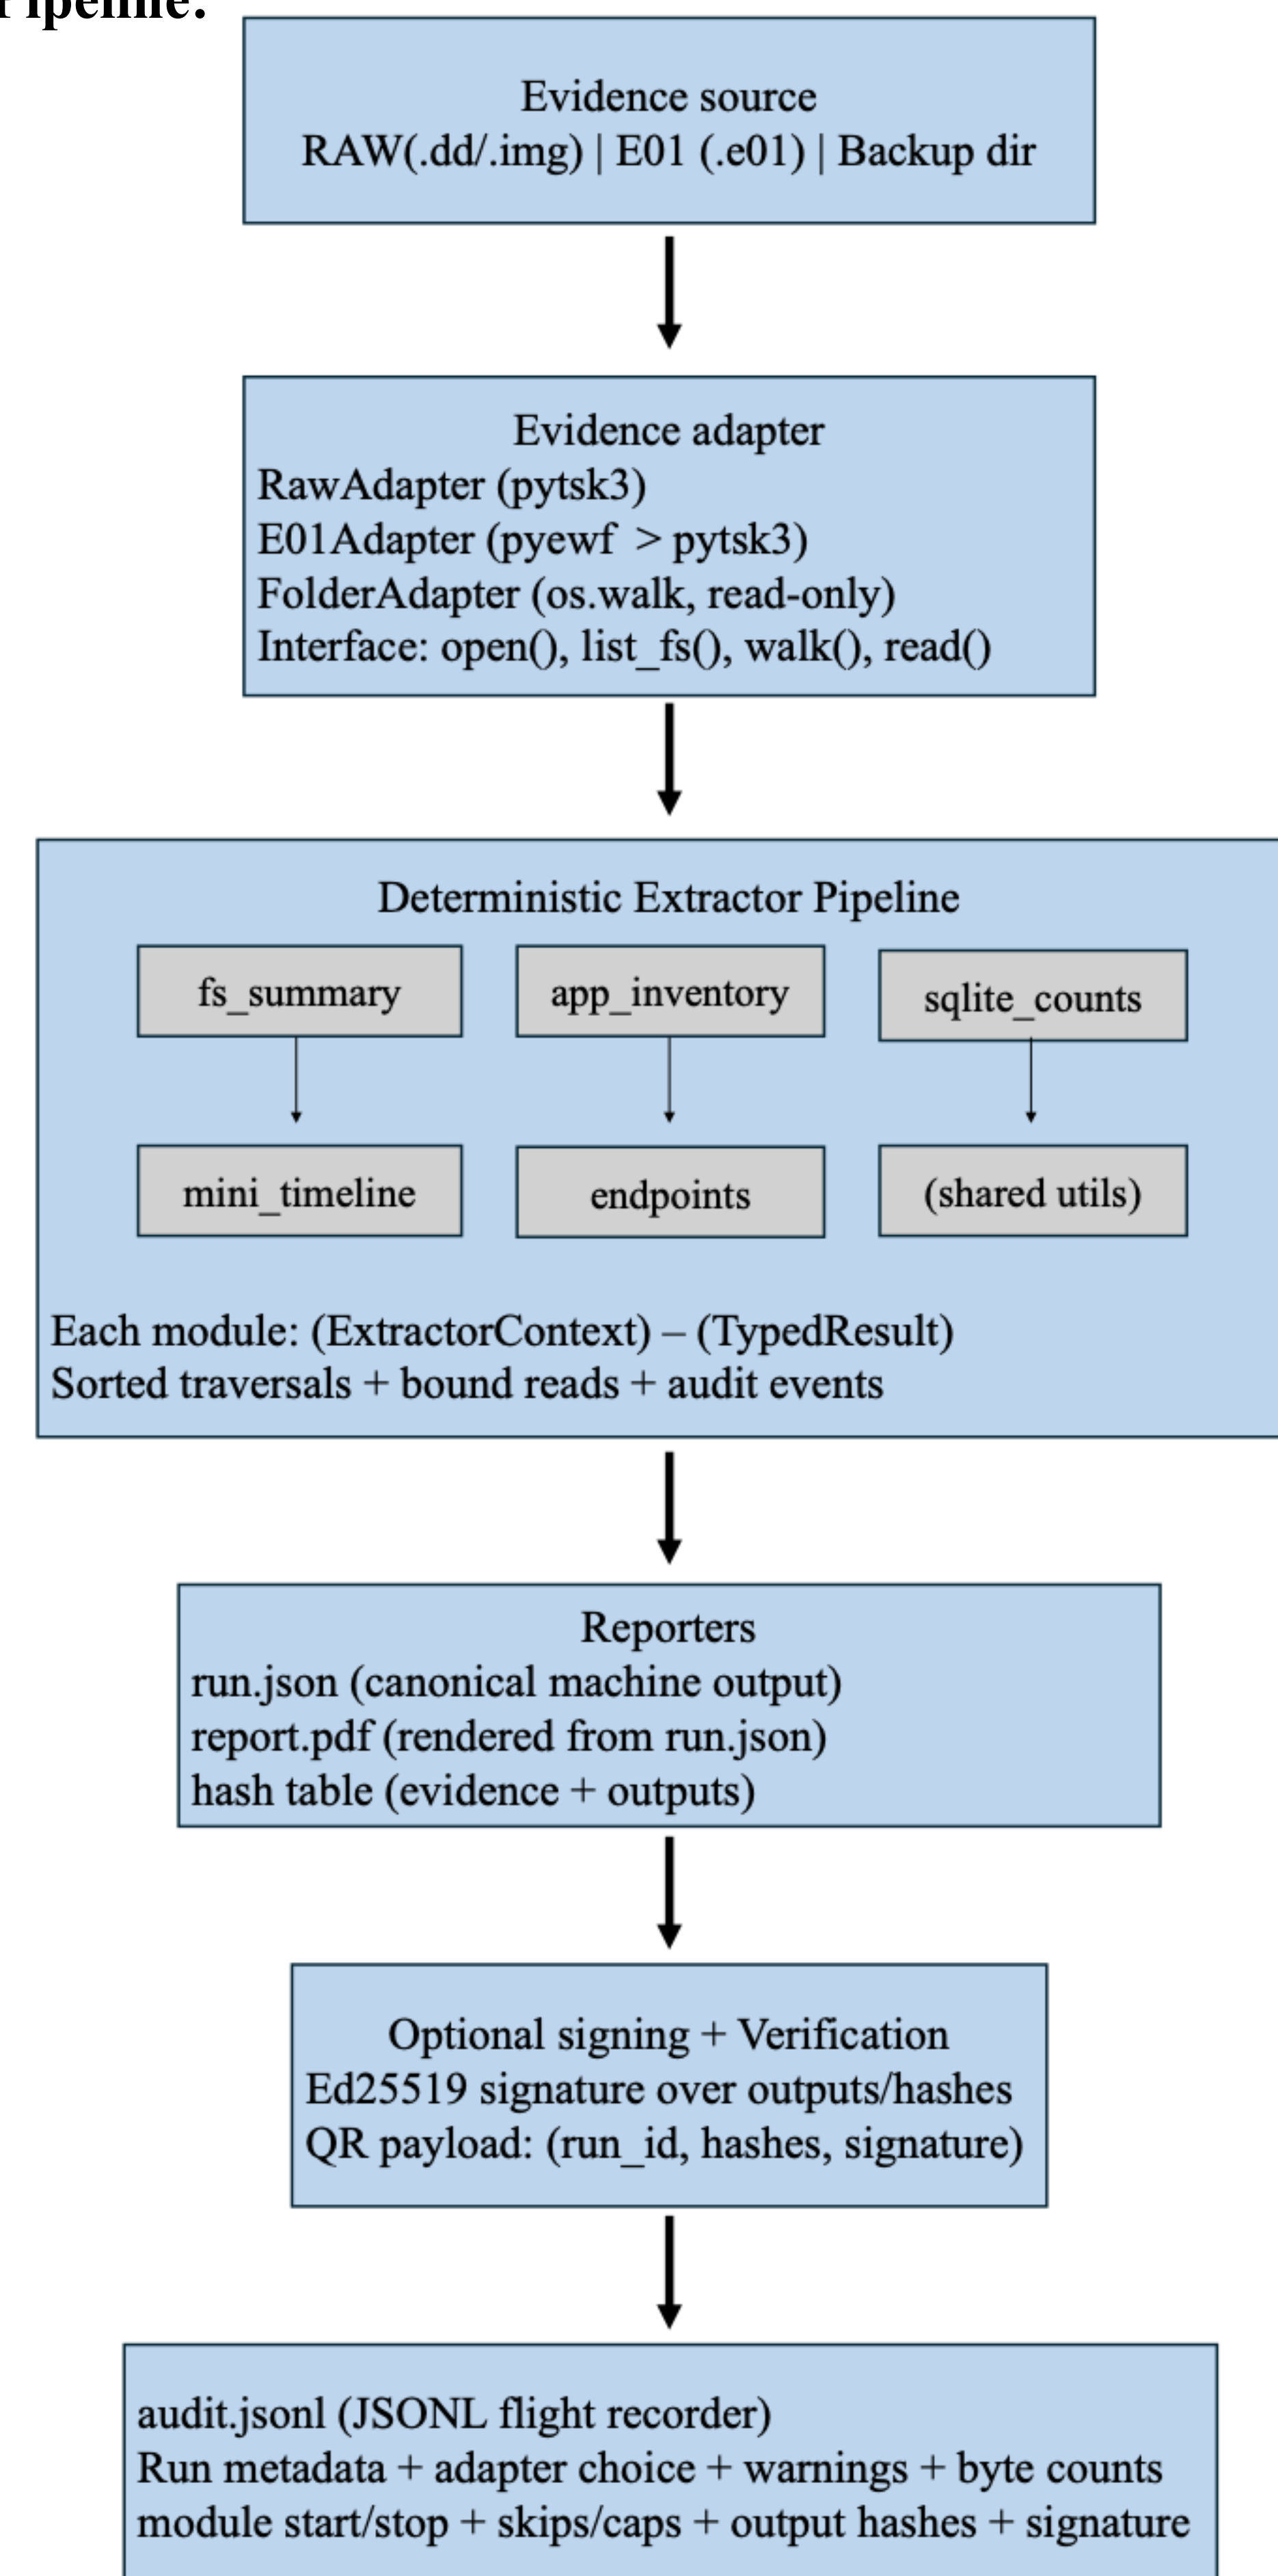 Pipeline:
Evidence source
RAW(.dd/.img) | E01 (.e01) | Backup dir
Evidence adapter
RawAdapter (pytsk3)
E01Adapter (pyewf > pytsk3)
FolderAdapter (os.walk, read-only)
Interface: open(), list_fs(), walk(), read()
Deterministic Extractor Pipeline
fs_summary
app_inventory
sqlite_counts
mini_timeline
endpoints
(shared utils)
Each module: (ExtractorContext) – (TypedResult)
Sorted traversals + bound reads + audit events
Reporters
run.json (canonical machine output)
report.pdf (rendered from run.json)
hash table (evidence + outputs)
Optional signing + Verification
Ed25519 signature over outputs/hashes
QR payload: (run_id, hashes, signature)
audit.jsonl (JSONL flight recorder)
Run metadata + adapter choice + warnings + byte counts
module start/stop + skips/caps + output hashes + signature